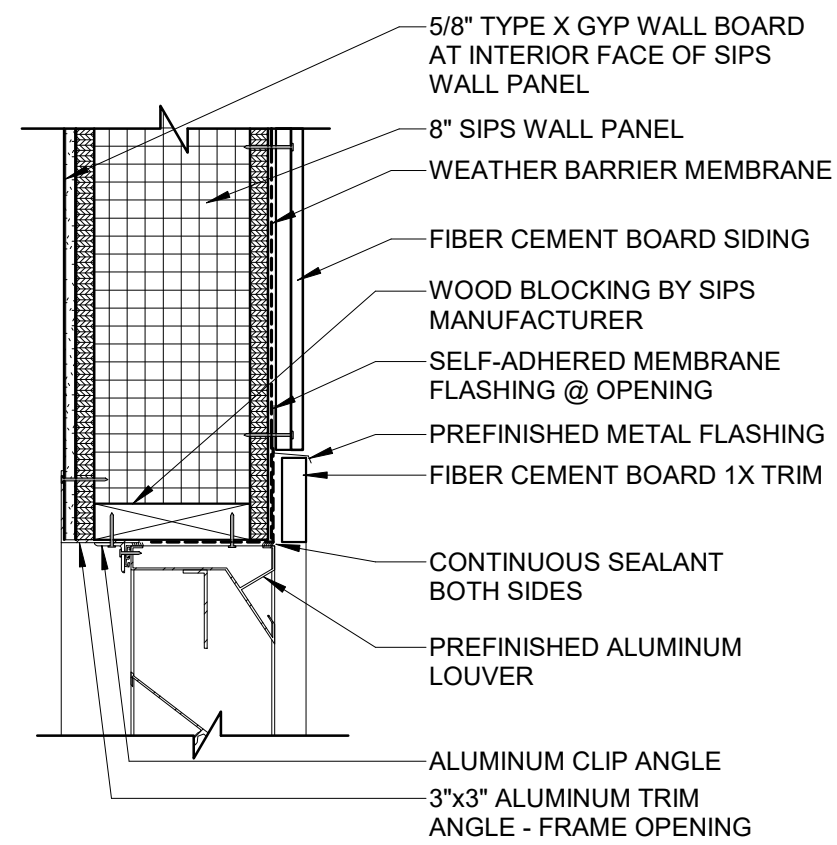 5/8" TYPE X GYP WALL BOARD
AT INTERIOR FACE OF SIPS
WALL PANEL
8" SIPS WALL PANEL
WEATHER BARRIER MEMBRANE
FIBER CEMENT BOARD SIDING
WOOD BLOCKING BY SIPS
MANUFACTURER
SELF-ADHERED MEMBRANE
FLASHING @ OPENING
PREFINISHED METAL FLASHING
FIBER CEMENT BOARD 1X TRIM
CONTINUOUS SEALANT
BOTH SIDES
PREFINISHED ALUMINUM
LOUVER
ALUMINUM CLIP ANGLE
3"x3" ALUMINUM TRIM
ANGLE - FRAME OPENING